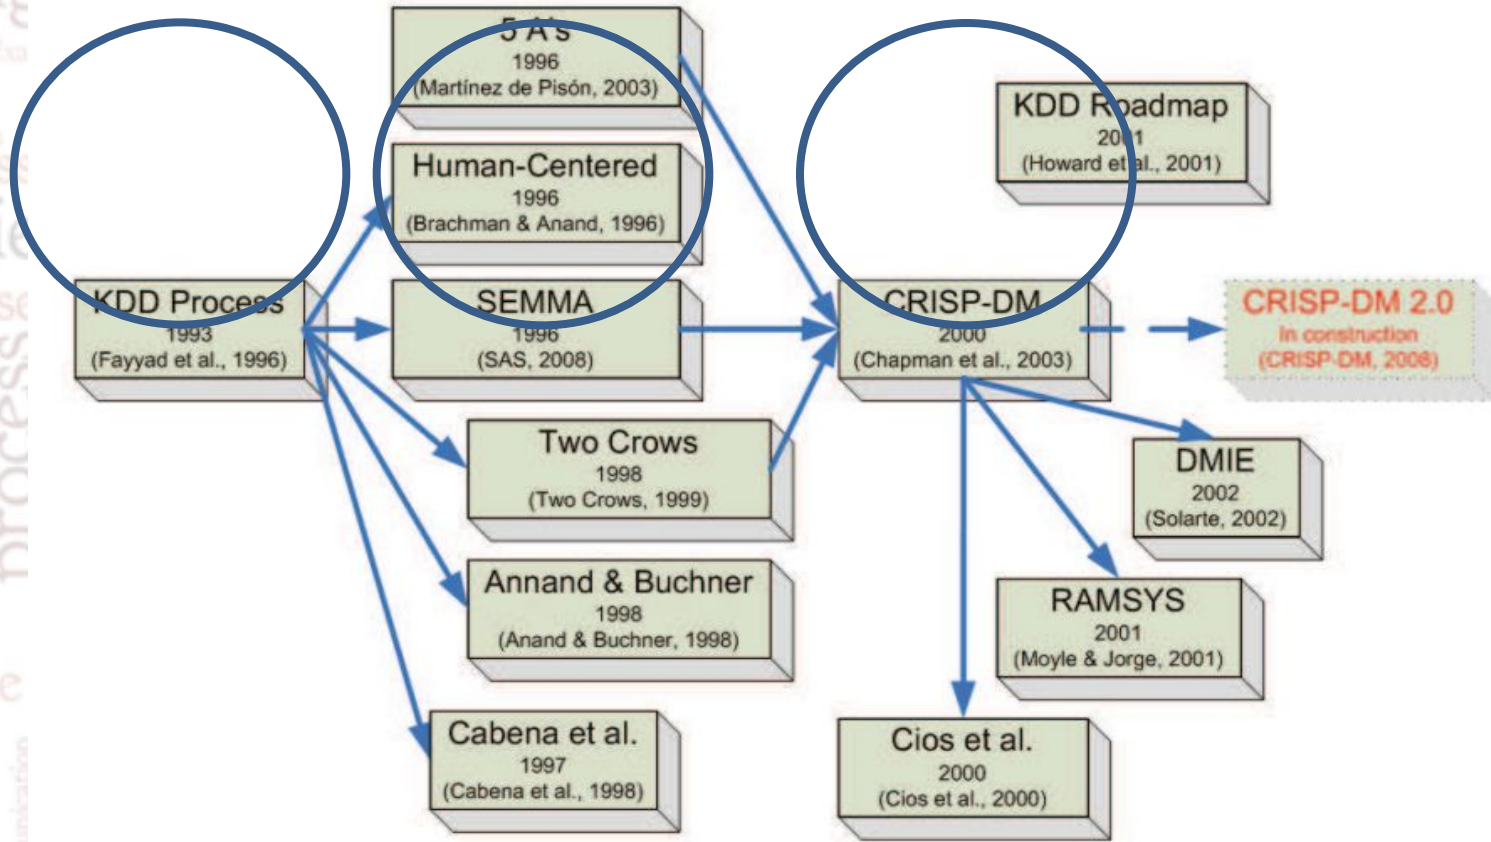 5 A's
1996
(Martínez de Pisón, 2003)
KDD Roadmap
2001
(Howard et al., 2001)
Human-Centered
1996
(Brachman & Anand, 1996)
KDD Process
1993
(Fayyad et al., 1996)
SEMMA
1996
(SAS, 2008)
CRISP-DM
2000
(Chapman et al., 2003)
CRISP-DM 2.0
In construction
(CRISP-DM, 2008)
Two Crows
1998
(Two Crows, 1999)
DMIE
2002
(Solarte, 2002)
Annand & Buchner
1998
(Anand & Buchner, 1998)
RAMSYS
2001
(Moyle & Jorge, 2001)
Cabena et al.
1997
(Cabena et al., 1998)
Cios et al.
2000
(Cios et al., 2000)
process